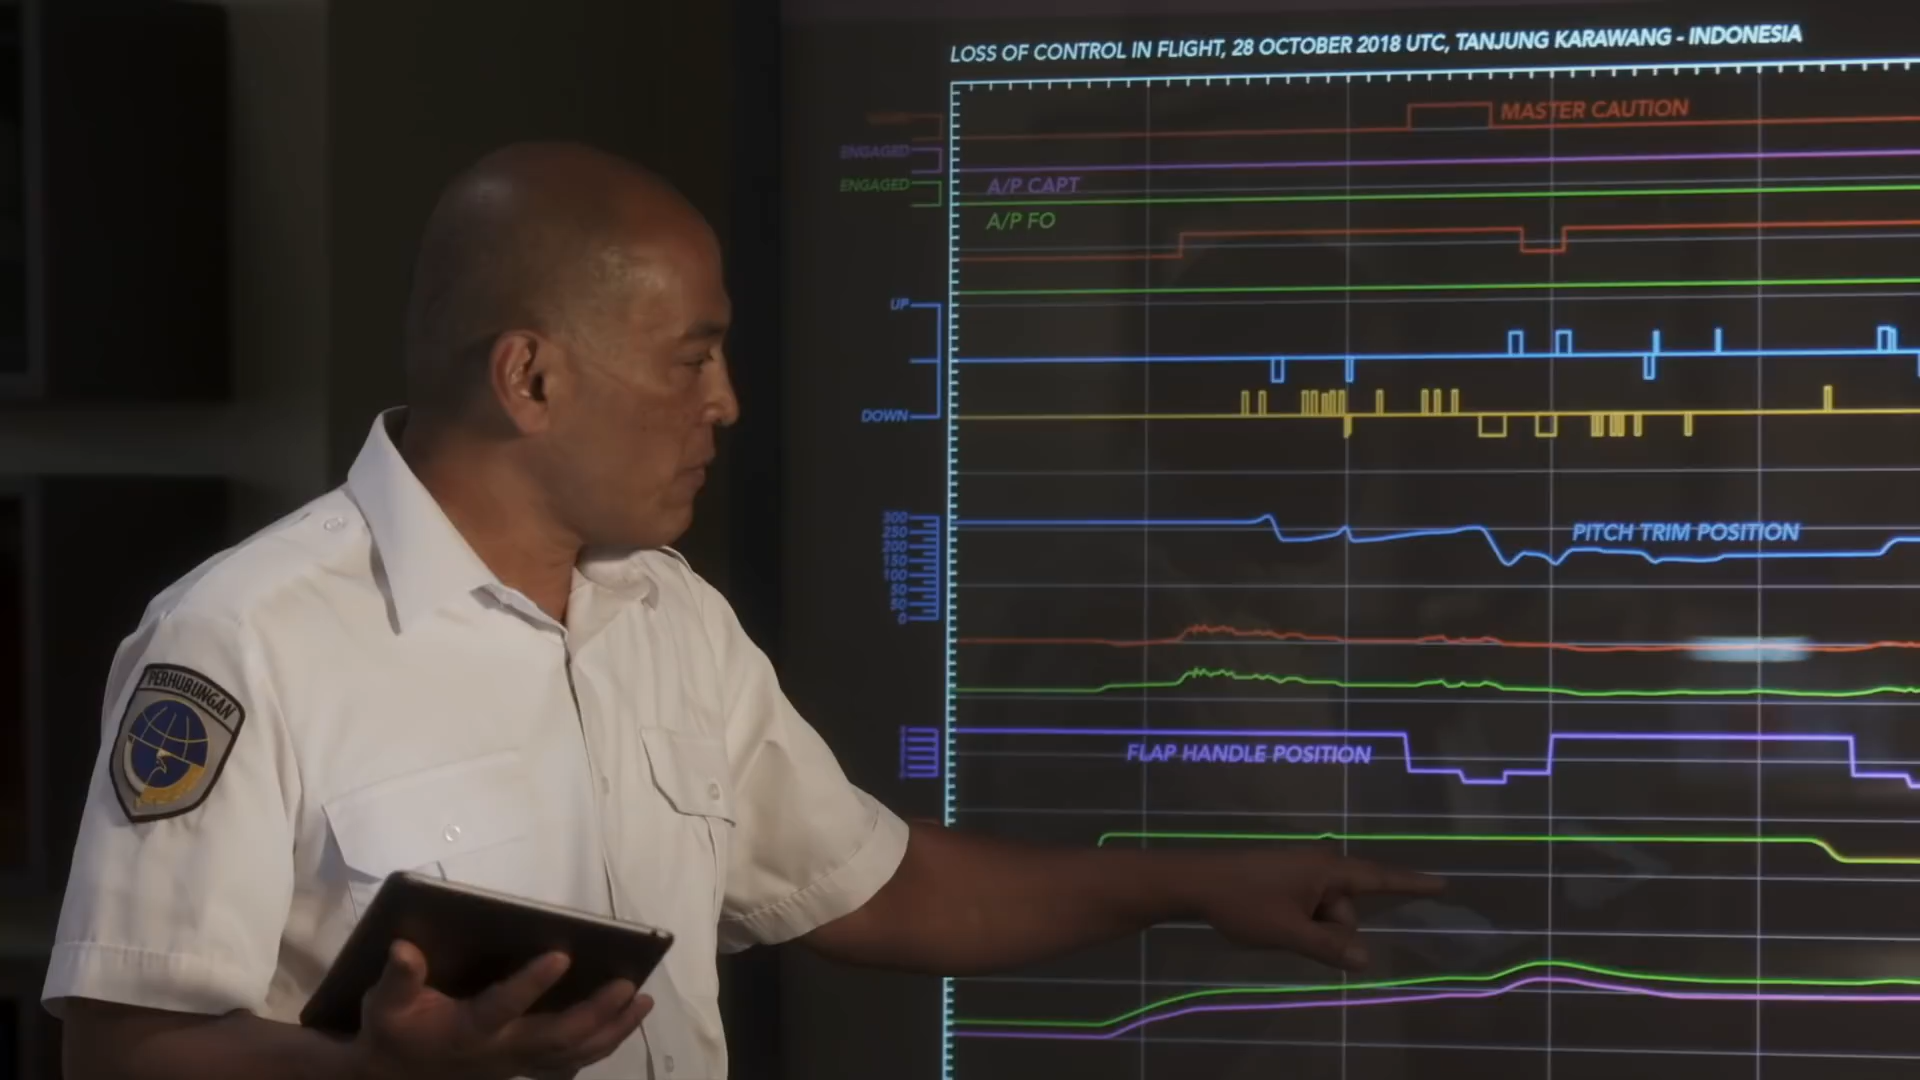 LOSS OF CONTROL IN FLIGHT, 28 OCTOBER 2018 UTC, TANJUNG KARAWANG - INDONESIA
MASTER CAUTION
ENGAGED
ENGAGED
A/P CAPT
A/P FO
UP
DOWN
300
250
200
150
100
50
50
0
PITCH TRIM POSITION
PERHUBUNGAN
FLAP HANDLE POSITION